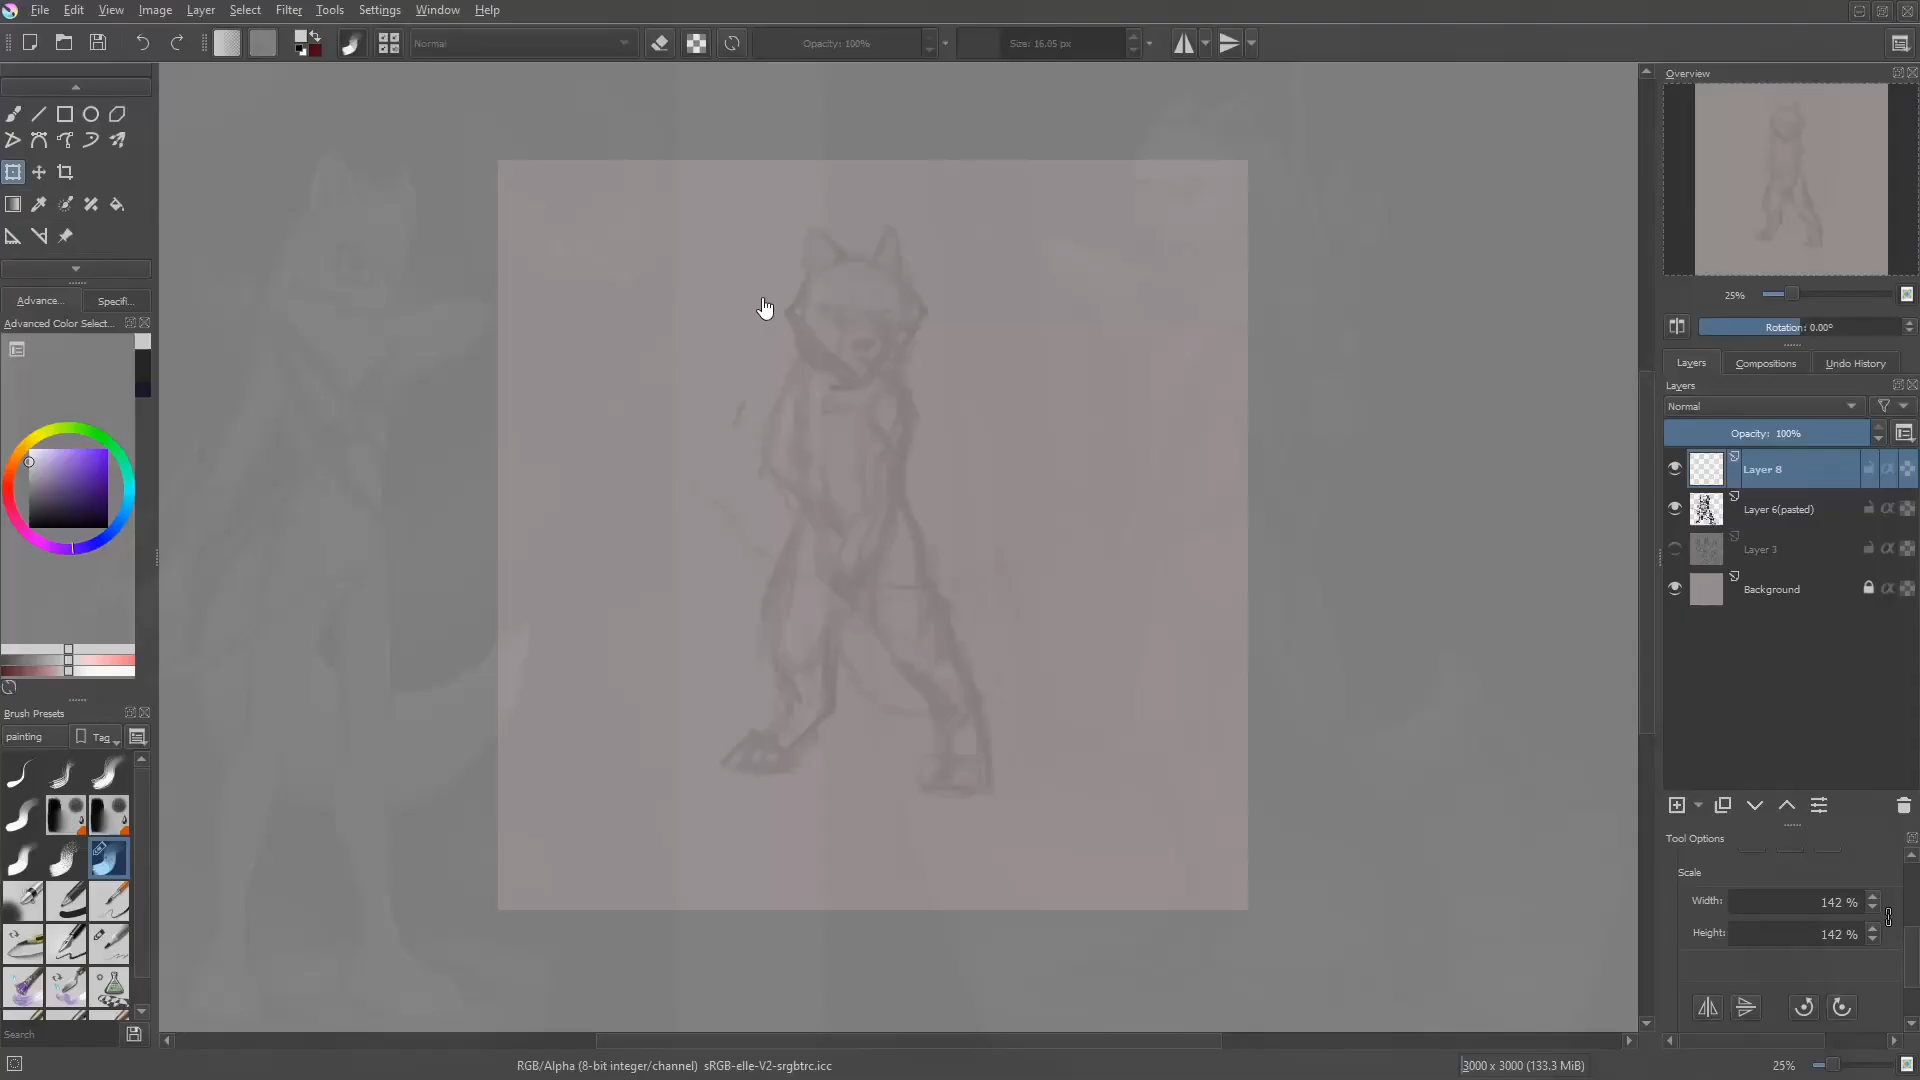 File Edit View Image Layer Select Filter Tools Settings Window Help
Normal
Opacity: 100%
Size: 16.05 px
Overview
25%
Rotation: 0.00°
Advance... Specifi...
Advanced Color Select...
Layers Compositions Undo History
Layers
Normal
Opacity: 100%
Layer 8
Layer 6(pasted)
Layer 3
Background
Brush Presets
painting
Tag
Search
Tool Options
Scale
Width: 142 %
Height: 142 %
RGB/Alpha (8-bit integer/channel) sRGB-elle-V2-srgbtrc.icc
3000 x 3000 (133.3 MiB)
25%